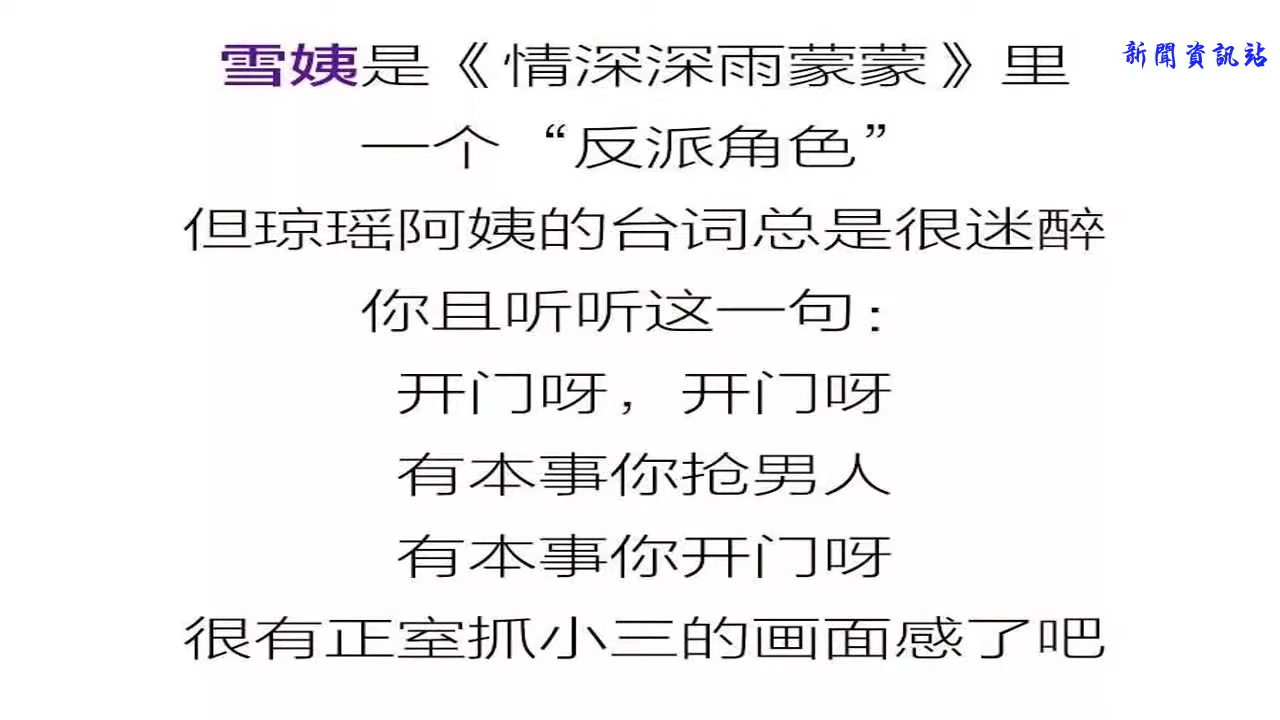 雪姨是《情深深雨蒙蒙》里
新聞資訊站
一个“反派角色”
但琼瑶阿姨的台词总是很迷醉
你且听听这一句：
开门呀，开门呀
有本事你抢男人
有本事你开门呀
很有正室抓小三的画面感了吧